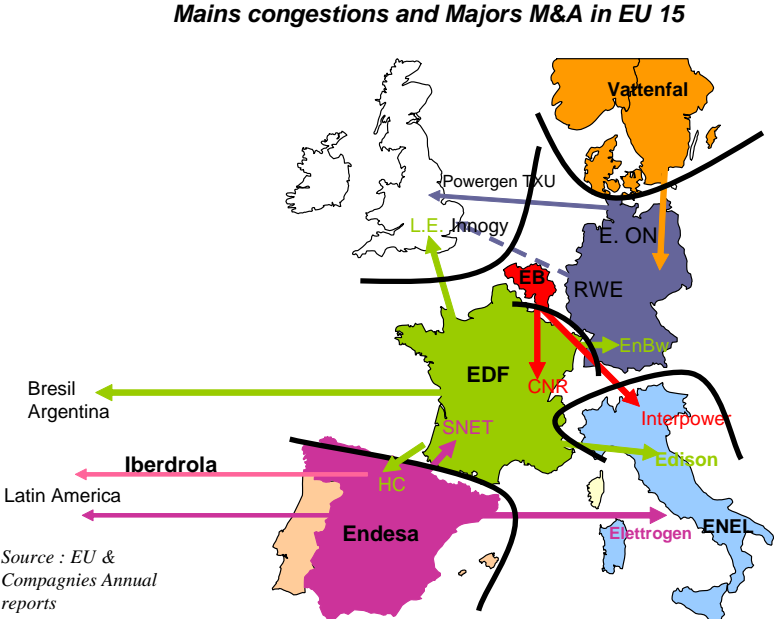 Mains congestions and Majors M&A in EU 15
Vattenfal
Powergen TXU
L.E. Innogy
E. ON
EB
RWE
EnBw
EDF
CNR
Bresil
Argentina
Interpower
SNET
Iberdrola
Edison
HC
Latin America
Endesa
Elettrogen
ENEL
Source : EU &
Compagnies Annual
reports